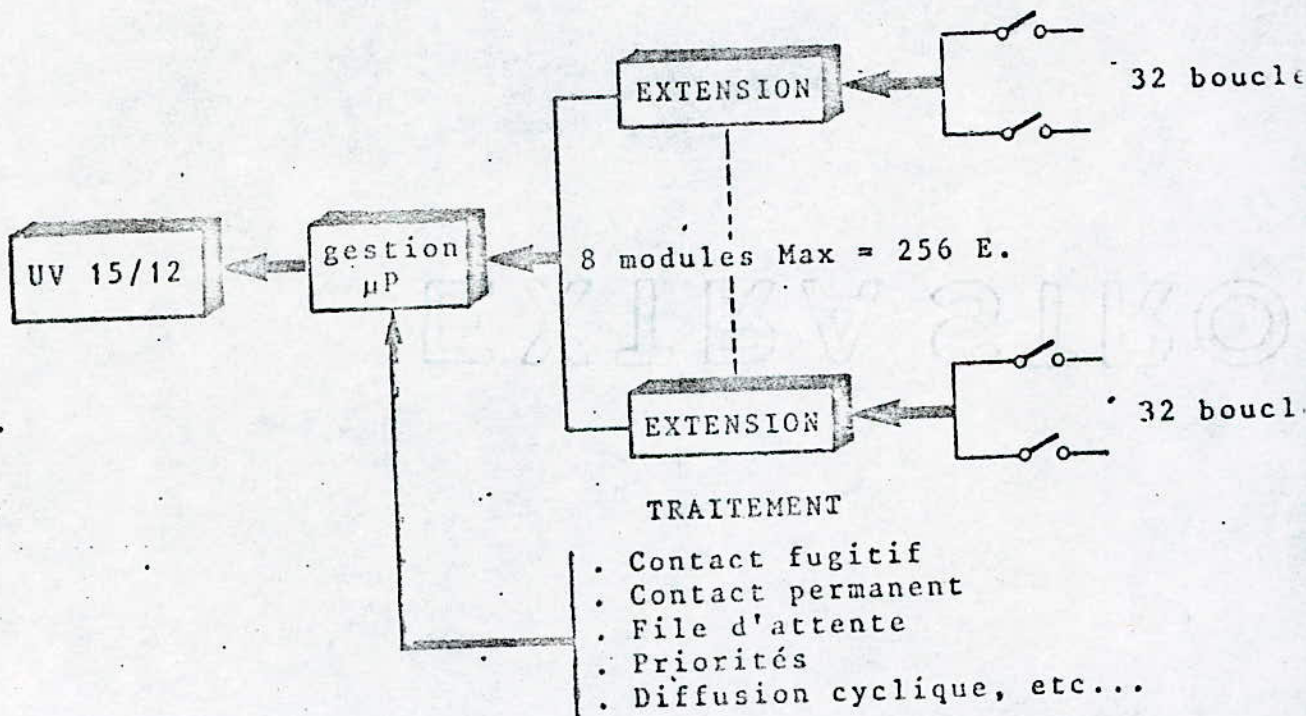 EXTENSION
32 boucle
UV 15/12
gestion
µP
8 modules Max = 256 E.
EXTENSION
32 boucl
TRAITEMENT
. Contact fugitif
. Contact permanent
. File d'attente
. Priorités
. Diffusion cyclique, etc...